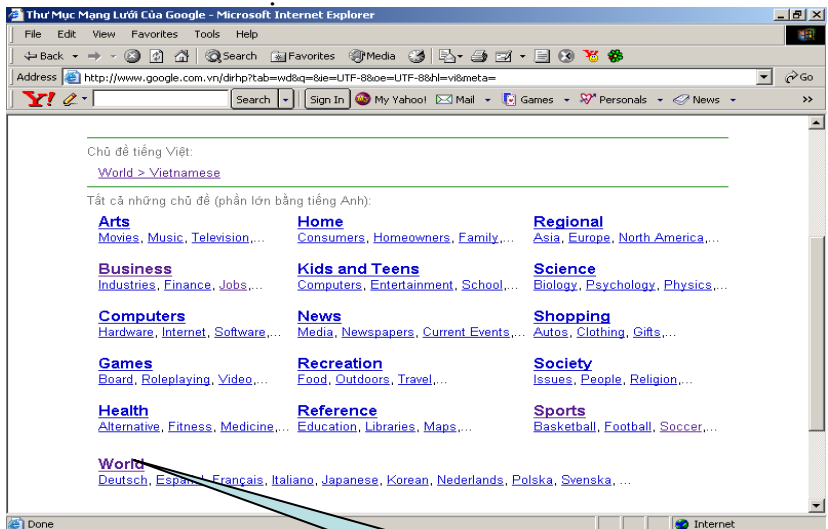 Thư Mục Mạng Lưới Của Google - Microsoft Internet Explorer
File Edit View Favorites Tools Help
Back Search Favorites Media
Address http://www.google.com.vn/dirhp?tab=wd&q=&ie=UTF-8&oe=UTF-8&hl=vi&meta= Go
Y! Search Sign In My Yahoo! Mail Games Personals News »
Chủ đề tiếng Việt:
World > Vietnamese
Tất cả những chủ đề (phần lớn bằng tiếng Anh):
Arts Home Regional
Movies, Music, Television,... Consumers, Homeowners, Family,... Asia, Europe, North America,...
Business Kids and Teens Science
Industries, Finance, Jobs,... Computers, Entertainment, School,... Biology, Psychology, Physics,...
Computers News Shopping
Hardware, Internet, Software,... Media, Newspapers, Current Events,... Autos, Clothing, Gifts,...
Games Recreation Society
Board, Roleplaying, Video,... Food, Outdoors, Travel,... Issues, People, Religion,...
Health Reference Sports
Alternative, Fitness, Medicine,... Education, Libraries, Maps,... Basketball, Football, Soccer,...
World
Deutsch, Español, Français, Italiano, Japanese, Korean, Nederlands, Polska, Svenska, ...
Done Internet